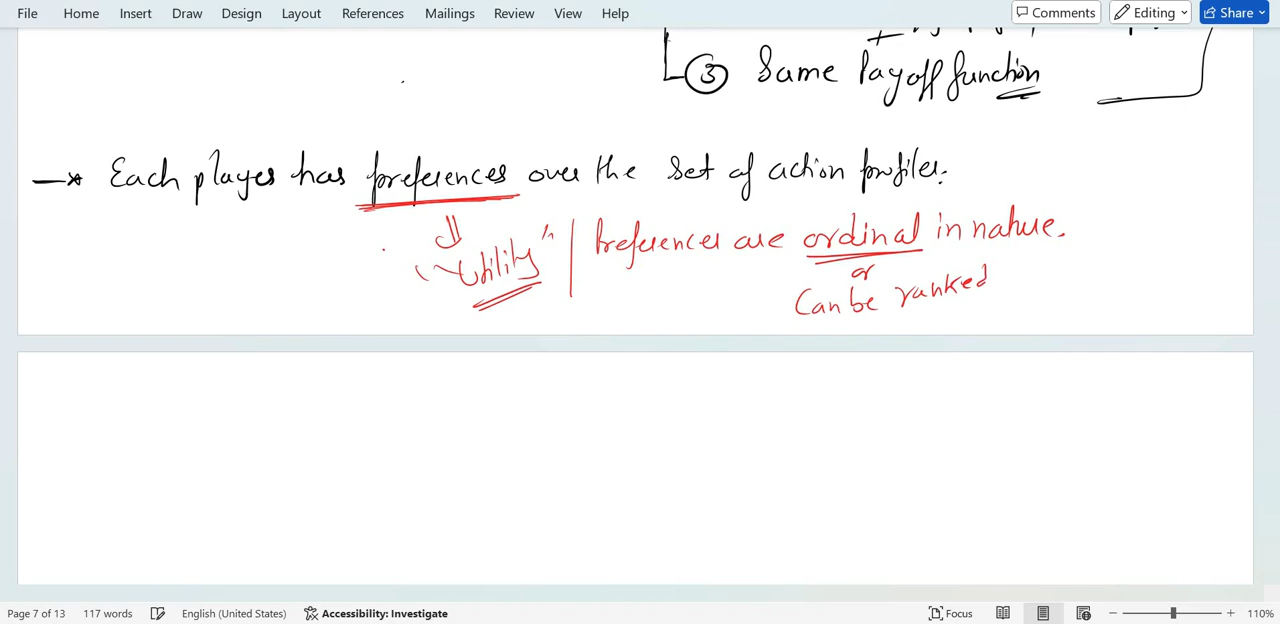 File Home Insert Draw Design Layout References Mailings Review View Help Comments Editing Share
③ Same Payoff function
Each player has preferences over the set of action profiles.
"Utility" | Preferences are ordinal in nature.
or
Can be ranked
Page 7 of 13 117 words English (United States) Accessibility: Investigate Focus 110%